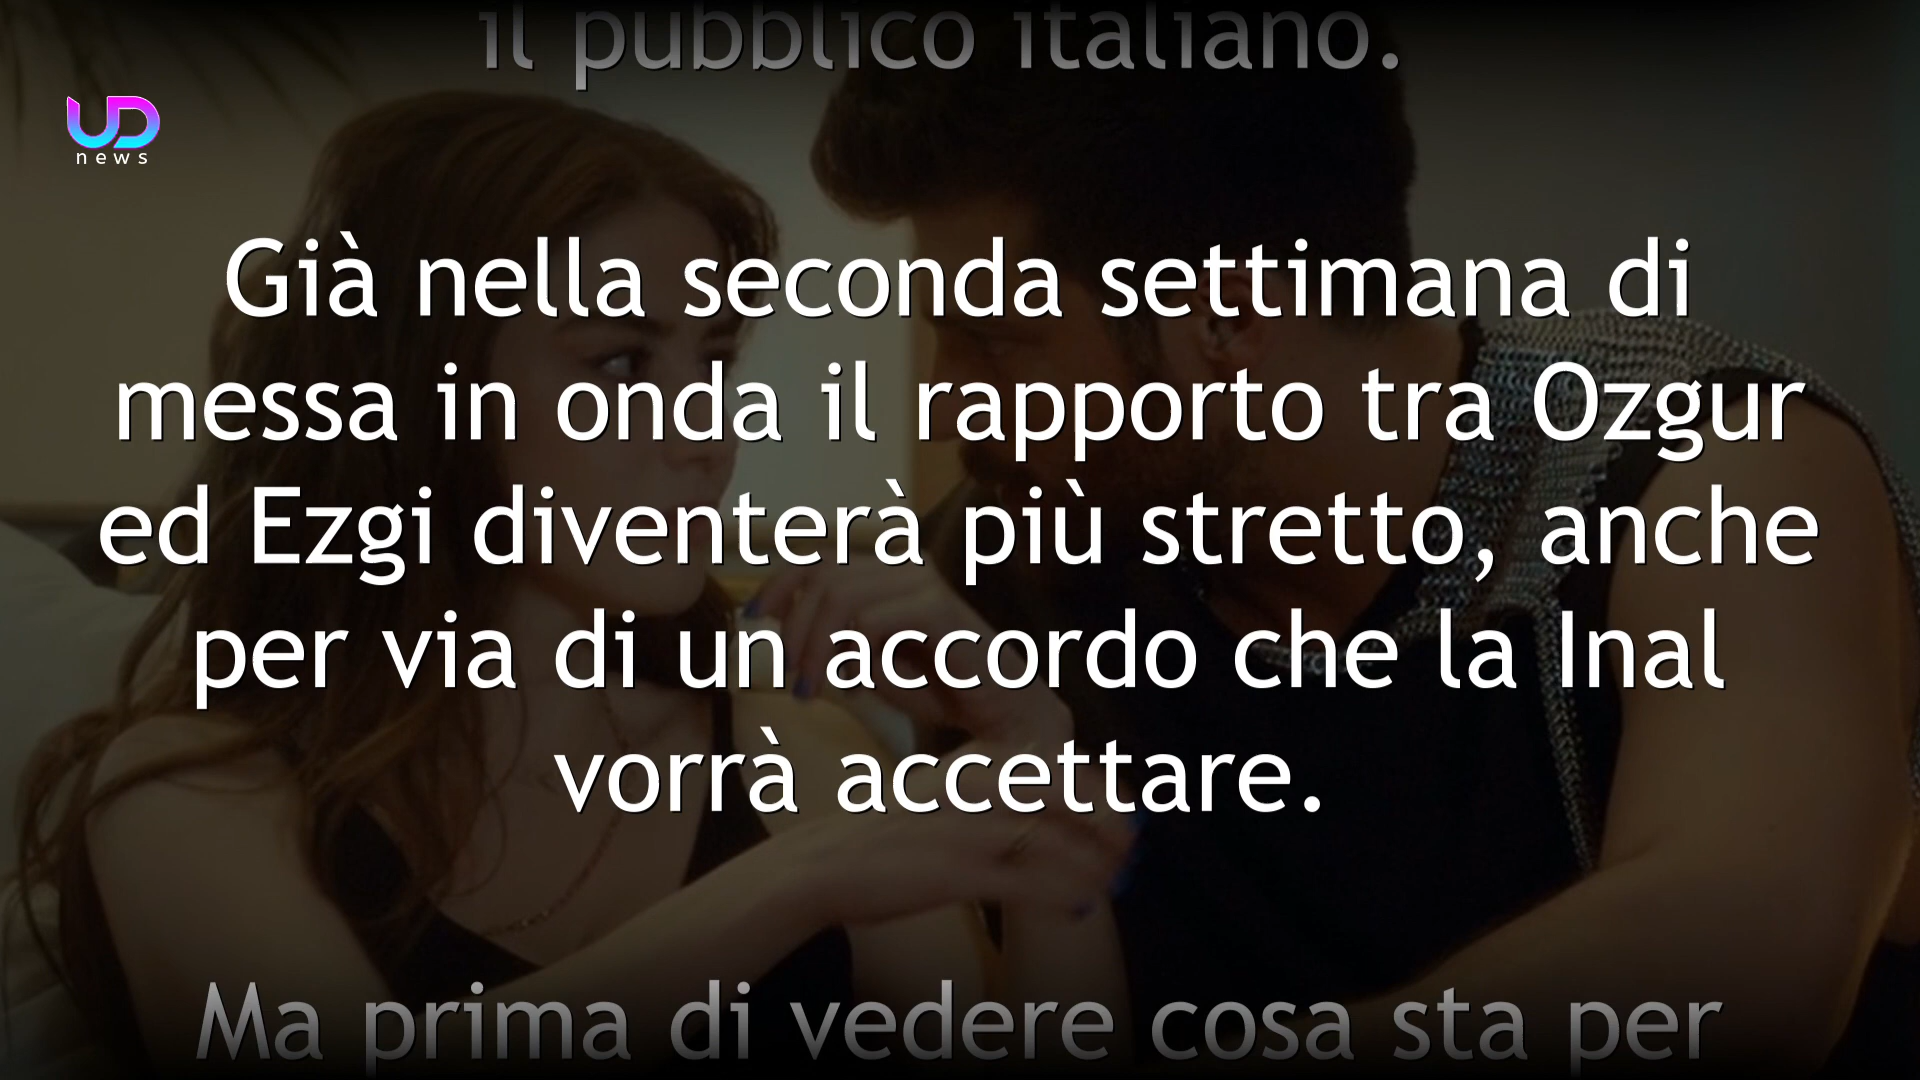 il pubblico italiano.
UD
news
Già nella seconda settimana di
messa in onda il rapporto tra Ozgur
ed Ezgi diventerà più stretto, anche
per via di un accordo che la Inal
vorrà accettare.
Ma prima di vedere cosa sta per